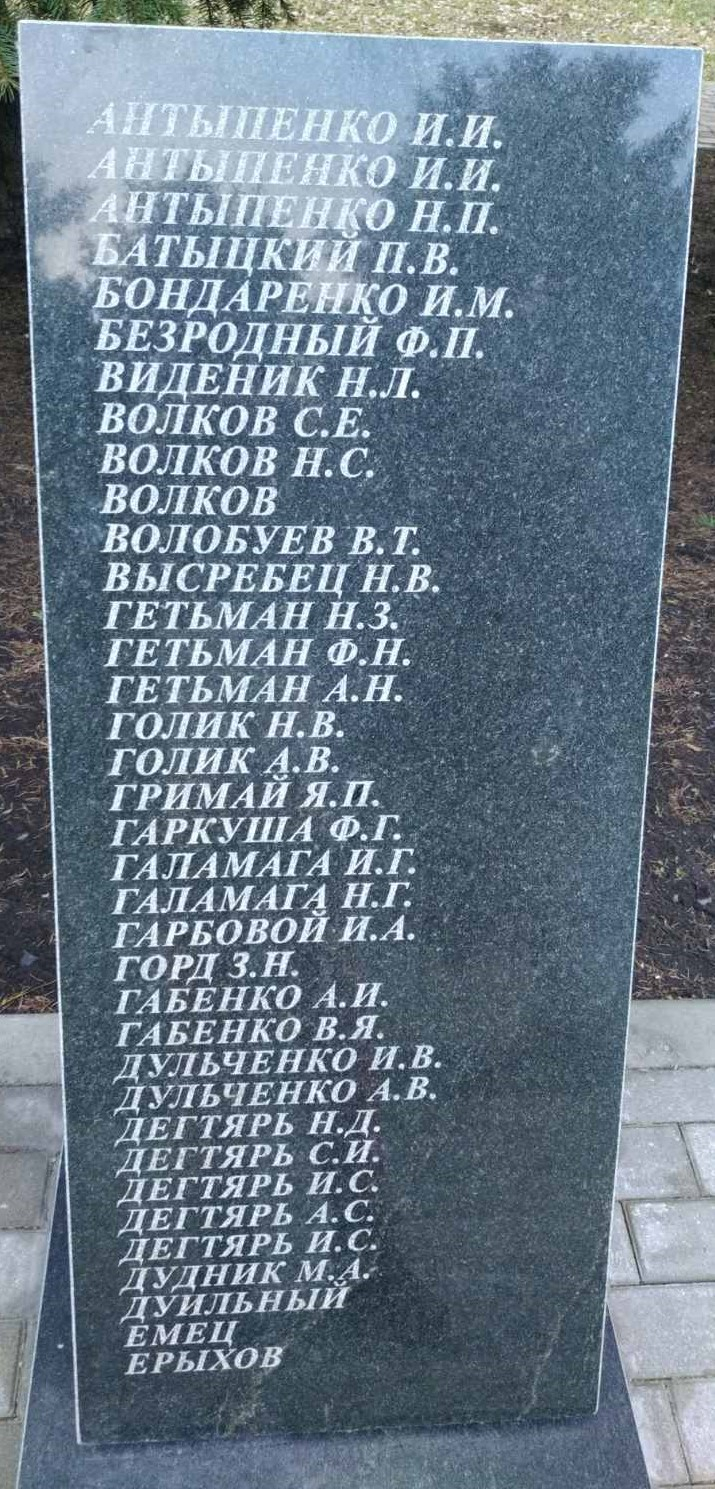 АНТЫПЕНКО И.И.
АНТЫПЕНКО И.И.
АНТЫПЕНКО Н.П.
БАТЫЦКИЙ П.В.
БОНДАРЕНКО И.М.
БЕЗРОДНЫЙ Ф.П.
ВИДЕНИК Н.Л.
ВОЛКОВ С.Е.
ВОЛКОВ Н.С.
ВОЛКОВ
ВОЛОБУЕВ В.Т.
ВЫСРЕБЕЦ Н.В.
ГЕТЬМАН Н.З.
ГЕТЬМАН Ф.Н.
ГЕТЬМАН А.Н.
ГОЛИК Н.В.
ГОЛИК А.В.
ГРИМАЙ Я.П.
ГАРКУША Ф.Г.
ГАЛАМАГА И.Г.
ГАЛАМАГА Н.Г.
ГАРБОВОЙ И.А.
ГОРД З.Н.
ГАБЕНКО А.И.
ГАБЕНКО В.Я.
ДУЛЬЧЕНКО И.В.
ДУЛЬЧЕНКО А.В.
ДЕГТЯРЬ Н.Д.
ДЕГТЯРЬ С.И.
ДЕГТЯРЬ И.С.
ДЕГТЯРЬ А.С.
ДЕГТЯРЬ И.С.
ДУДНИК М.А.
ДУИЛЬНЫЙ
ЕМЕЦ
ЕРЫХОВ